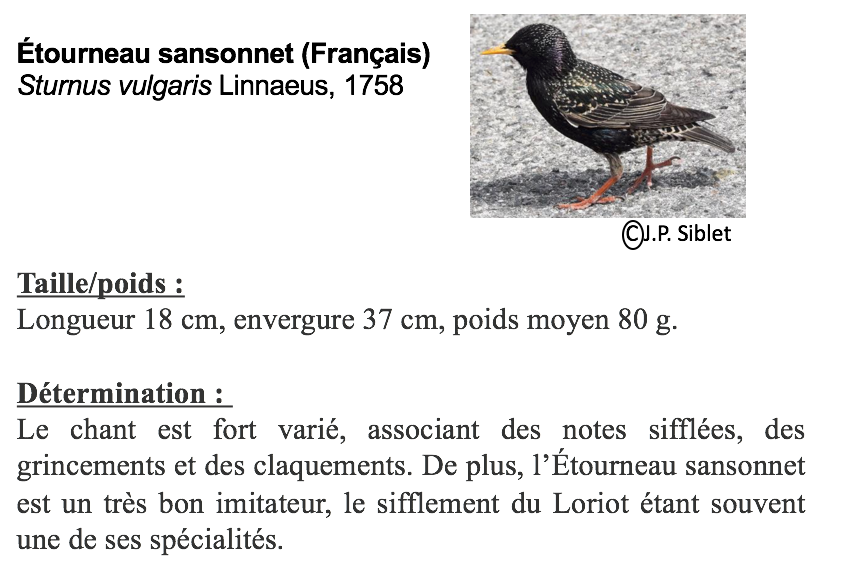 Étourneau sansonnet (Français)
Sturnus vulgaris Linnaeus, 1758
©J.P. Siblet
Taille/poids :
Longueur 18 cm, envergure 37 cm, poids moyen 80 g.
Détermination :
Le chant est fort varié, associant des notes sifflées, des
grincements et des claquements. De plus, l’Étourneau sansonnet
est un très bon imitateur, le sifflement du Loriot étant souvent
une de ses spécialités.